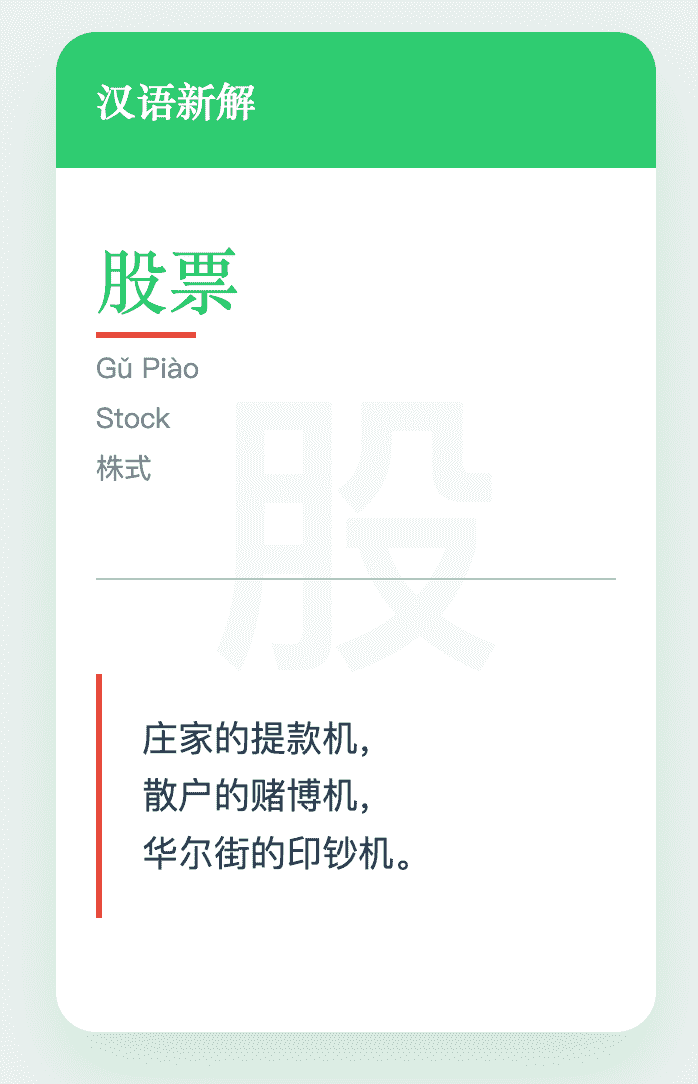 汉语新解
股票
Gǔ Piào
Stock
株式
股
庄家的提款机，
散户的赌博机，
华尔街的印钞机。